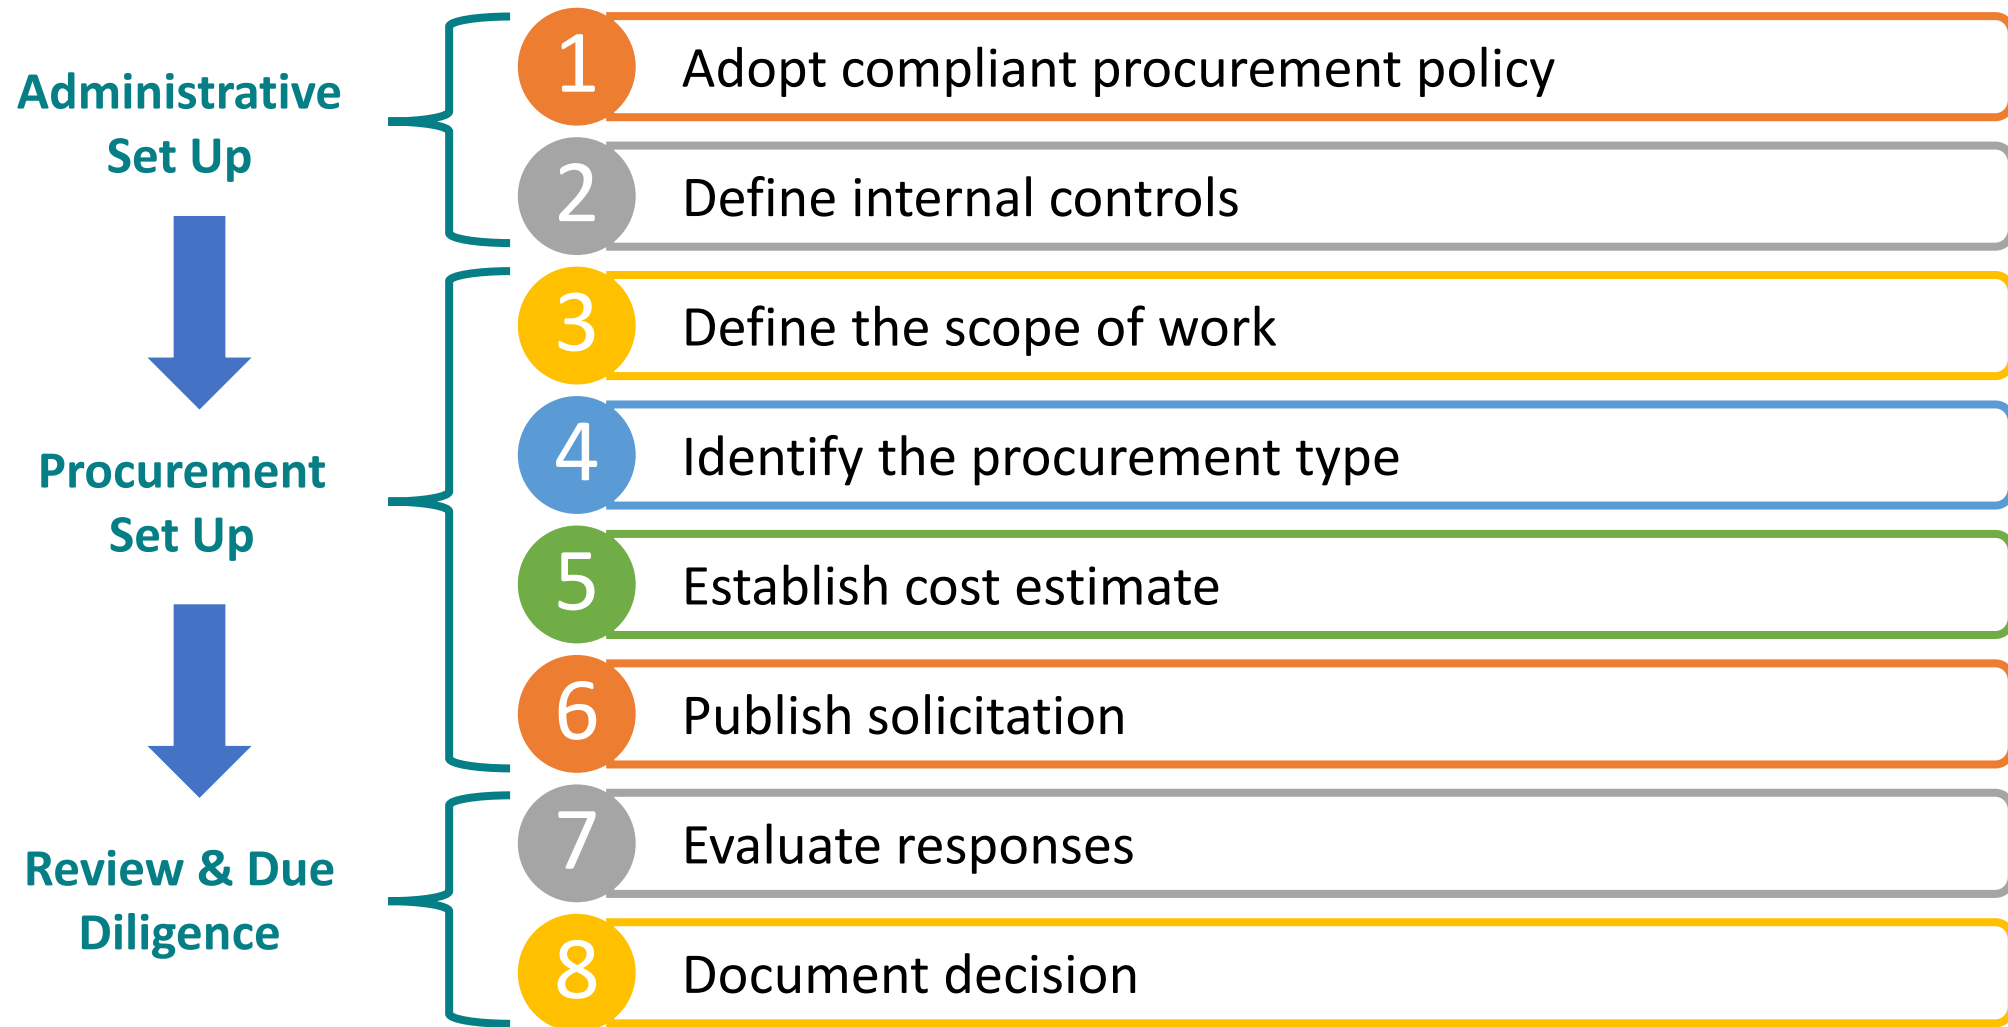 Administrative
Set Up
1
Adopt compliant procurement policy
2
Define internal controls
Procurement
Set Up
3
Define the scope of work
4
Identify the procurement type
5
Establish cost estimate
6
Publish solicitation
Review & Due
Diligence
7
Evaluate responses
8
Document decision